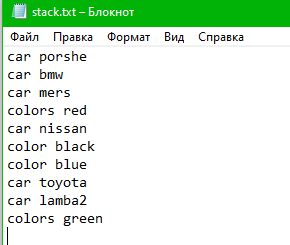 stack.txt – Блокнот
Файл Правка Формат Вид Справка
car porshe
car bmw
car mers
colors red
car nissan
color black
color blue
car toyota
car lamba2
colors green